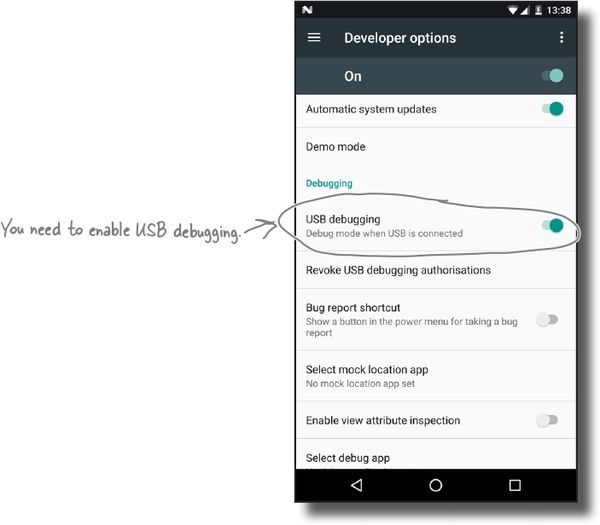 13:38
Developer options
On
Automatic system updates
Demo mode
Debugging
You need to enable USB debugging.
USB debugging
Debug mode when USB is connected
Revoke USB debugging authorisations
Bug report shortcut
Show a button in the power menu for taking a bug
report
Select mock location app
No mock location app set
Enable view attribute inspection
Select debug app